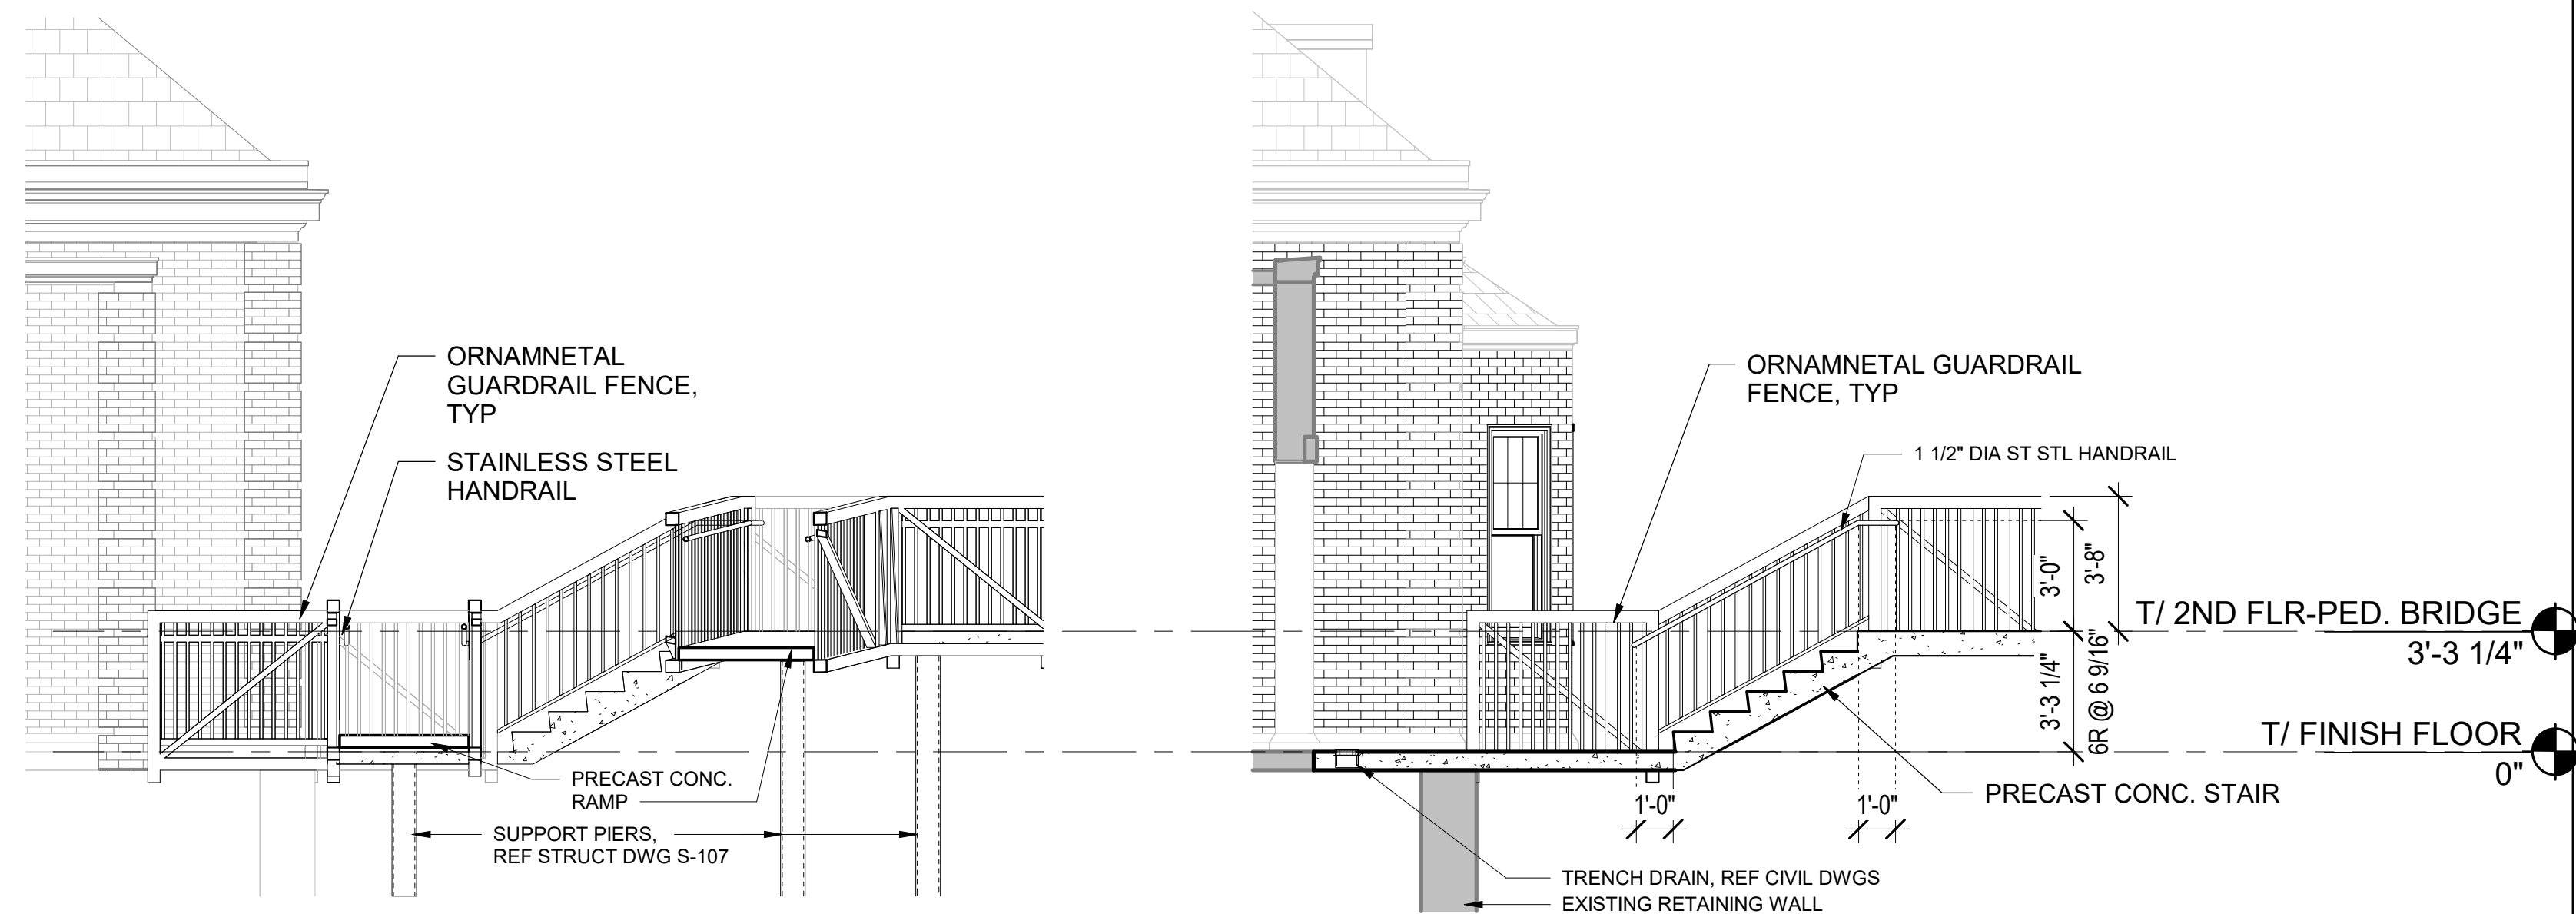 ORNAMNETAL
GUARDRAIL FENCE,
TYP
STAINLESS STEEL
HANDRAIL
PRECAST CONC.
RAMP
SUPPORT PIERS,
REF STRUCT DWG S-107
ORNAMNETAL GUARDRAIL
FENCE, TYP
1 1/2" DIA ST STL HANDRAIL
3'-0"
3'-8"
3'-3 1/4"
6R @ 6 9/16"
T/ 2ND FLR-PED. BRIDGE
3'-3 1/4"
T/ FINISH FLOOR
0"
PRECAST CONC. STAIR
1'-0"
1'-0"
TRENCH DRAIN, REF CIVIL DWGS
EXISTING RETAINING WALL